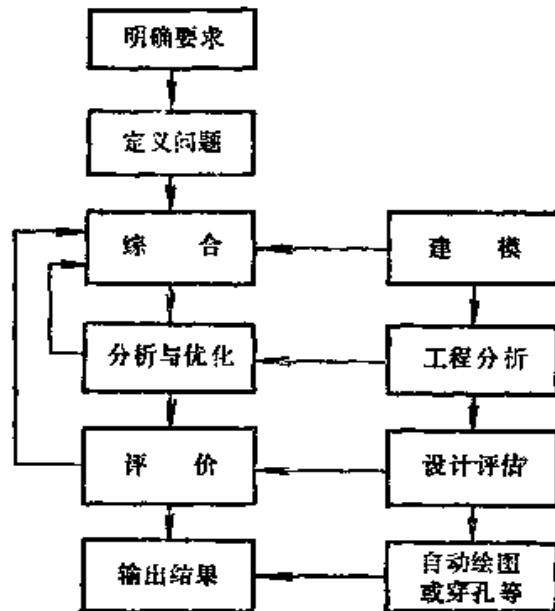 明确要求
定义问题
综 合
建 模
分析与优化
工程分析
评 价
设计评估
输出结果
自动绘图
或穿孔等